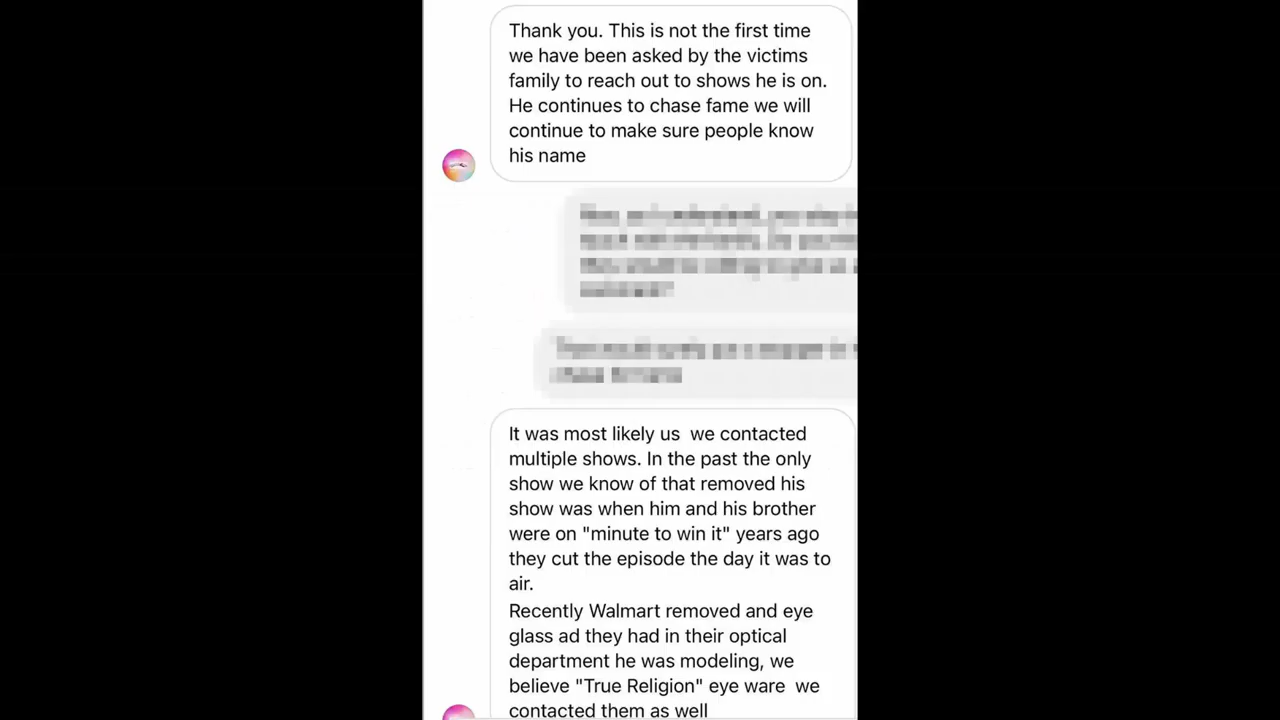 Thank you. This is not the first time
we have been asked by the victims
family to reach out to shows he is on.
He continues to chase fame we will
continue to make sure people know
his name
It was most likely us  we contacted
multiple shows. In the past the only
show we know of that removed his
show was when him and his brother
were on "minute to win it" years ago
they cut the episode the day it was to
air.
Recently Walmart removed and eye
glass ad they had in their optical
department he was modeling, we
believe "True Religion" eye ware  we
contacted them as well